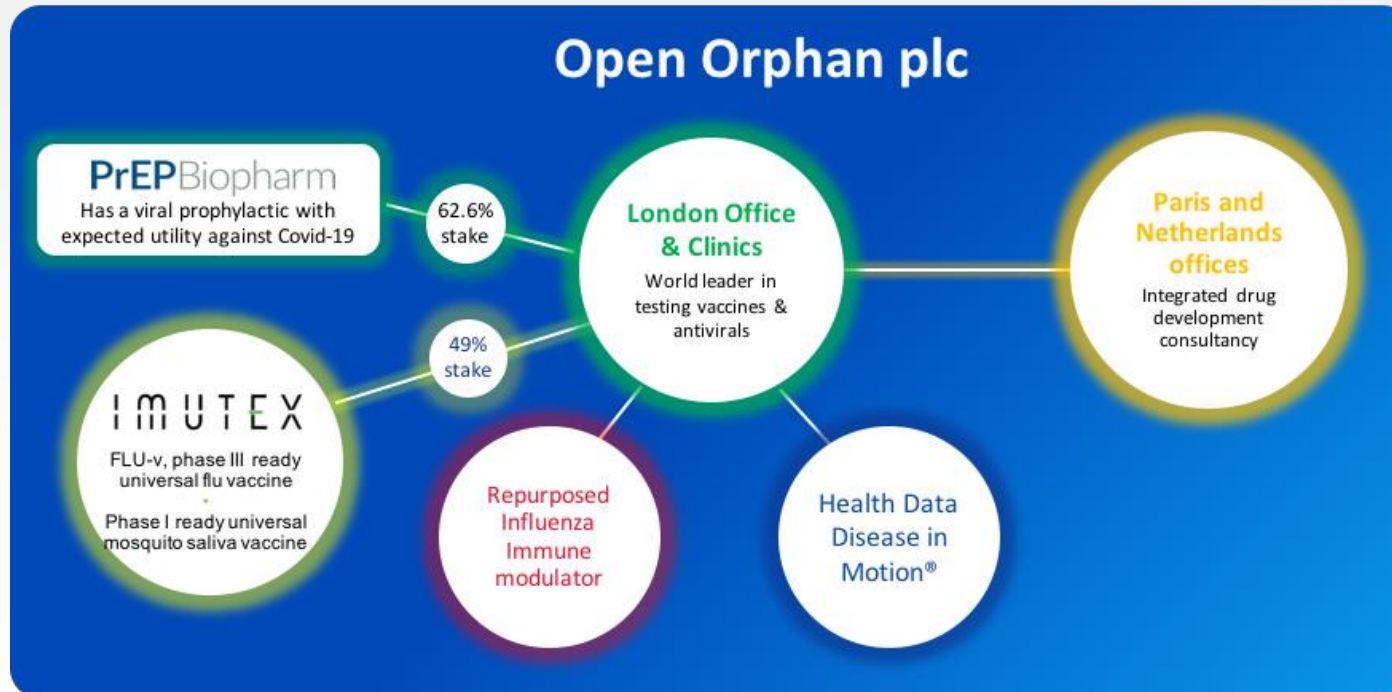 Open Orphan plc
PrEPBiopharm
Has a viral prophylactic with
expected utility against Covid-19
62.6%
stake
London Office
& Clinics
World leader in
testing vaccines &
antivirals
Paris and
Netherlands
offices
Integrated drug
development
consultancy
49%
stake
IMUTEX
FLU-v, phase III ready
universal flu vaccine
Phase I ready universal
mosquito saliva vaccine
Repurposed
Influenza
Immune
modulator
Health Data
Disease in
Motion®